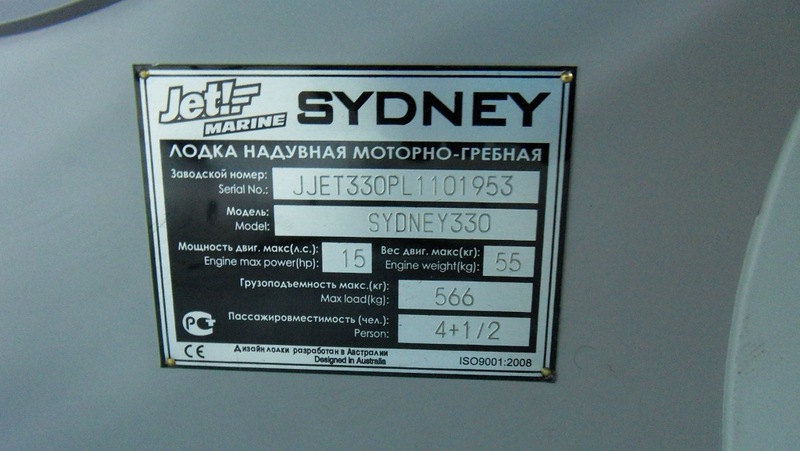 Jet! MARINE SYDNEY
ЛОДКА НАДУВНАЯ МОТОРНО-ГРЕБНАЯ
Заводской номер:
Serial No.: JJET330PL1101953
Модель:
Model: SYDNEY330
Мощность двиг. макс(л.с.):
Engine max power(hp): 15
Вес двиг. макс(кг):
Engine weight(kg): 55
Грузоподъемность макс.(кг)
Max load(kg): 566
Пассажировместимость (чел.)
Person: 4+1/2
РСТ
CE
Дизайн лодки разработан в Австралии
Designed in Australia
ISO9001:2008